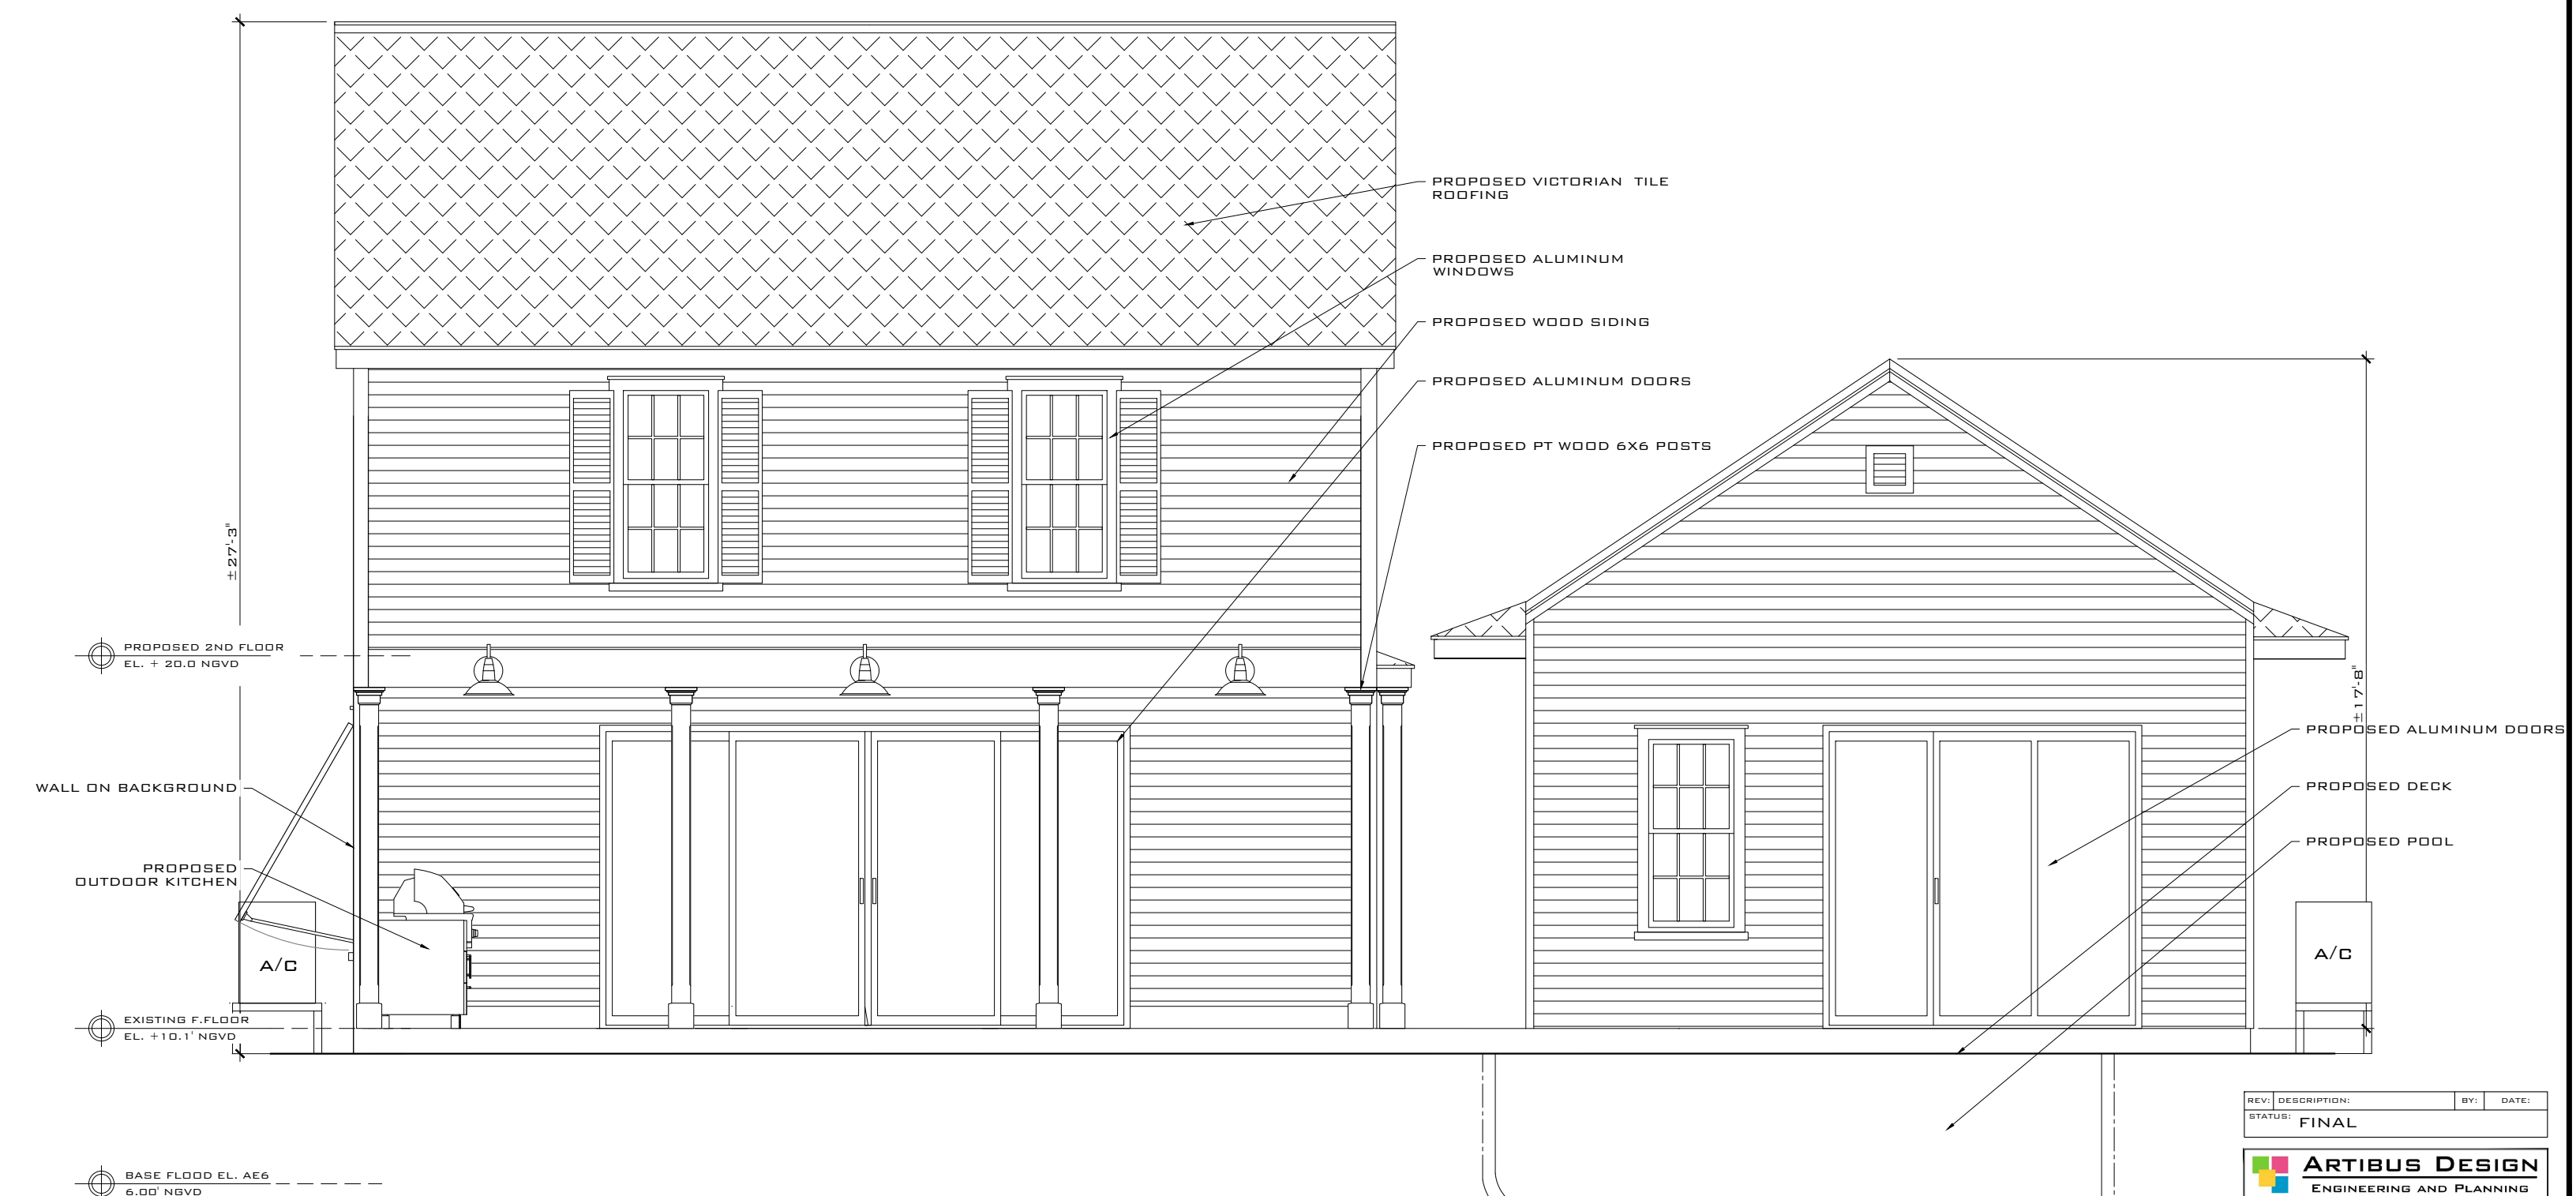 PROPOSED VICTORIAN TILE
ROOFING
PROPOSED ALUMINUM
WINDOWS
PROPOSED WOOD SIDING
PROPOSED ALUMINUM DOORS
PROPOSED PT WOOD 6X6 POSTS
±27'-3"
PROPOSED 2ND FLOOR
EL. + 20.0 NGVD
±17'-8"
PROPOSED ALUMINUM DOORS
WALL ON BACKGROUND
PROPOSED DECK
PROPOSED POOL
PROPOSED
OUTDOOR KITCHEN
A/C
A/C
EXISTING F.FLOOR
EL. +10.1' NGVD
REV: DESCRIPTION: BY: DATE:
STATUS: FINAL
ARTIBUS DESIGN
ENGINEERING AND PLANNING
BASE FLOOD EL. AE6
6.00' NGVD